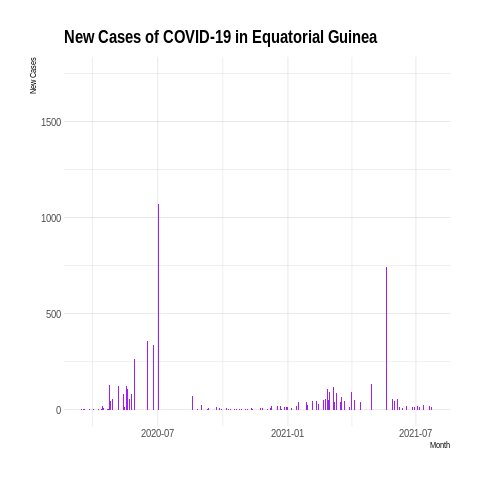 New Cases of COVID-19 in Equatorial Guinea
New Cases
1500
1000
500
0
2020-07 2021-01 2021-07
Month